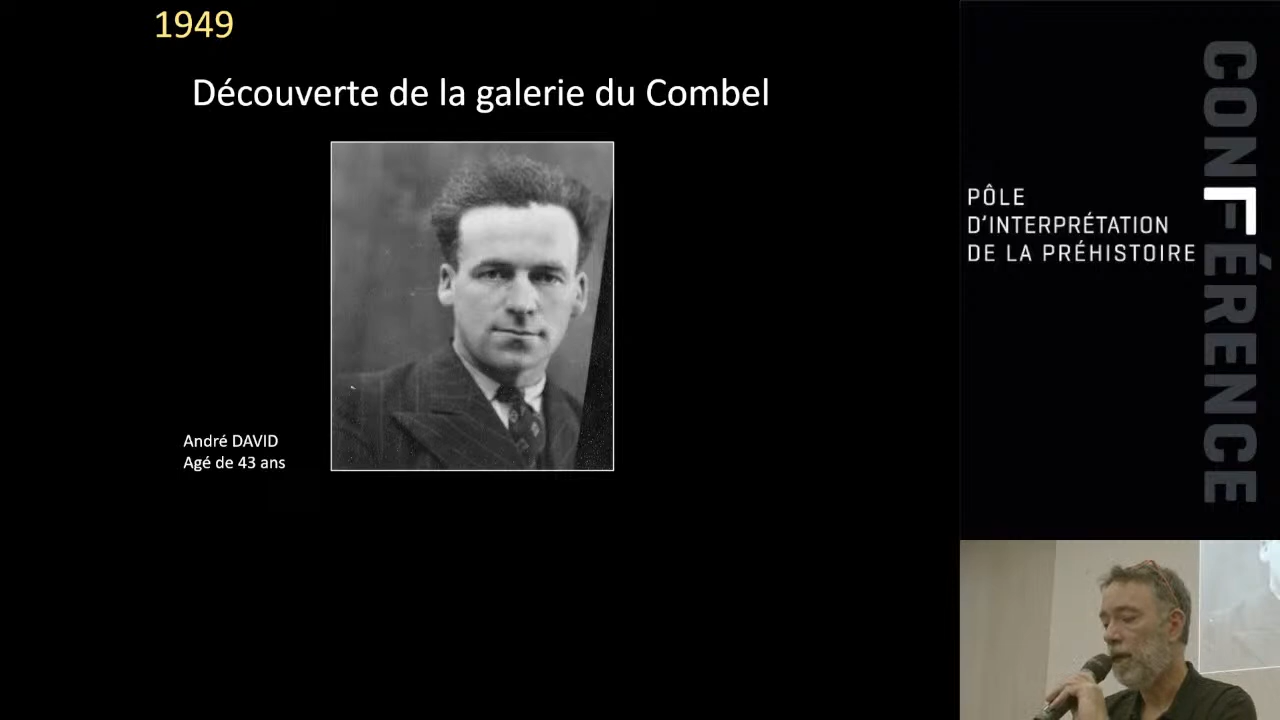 1949
Découverte de la galerie du Combel
André DAVID
Agé de 43 ans
PÔLE
D'INTERPRÉTATION
DE LA PRÉHISTOIRE
CONFÉRENCE